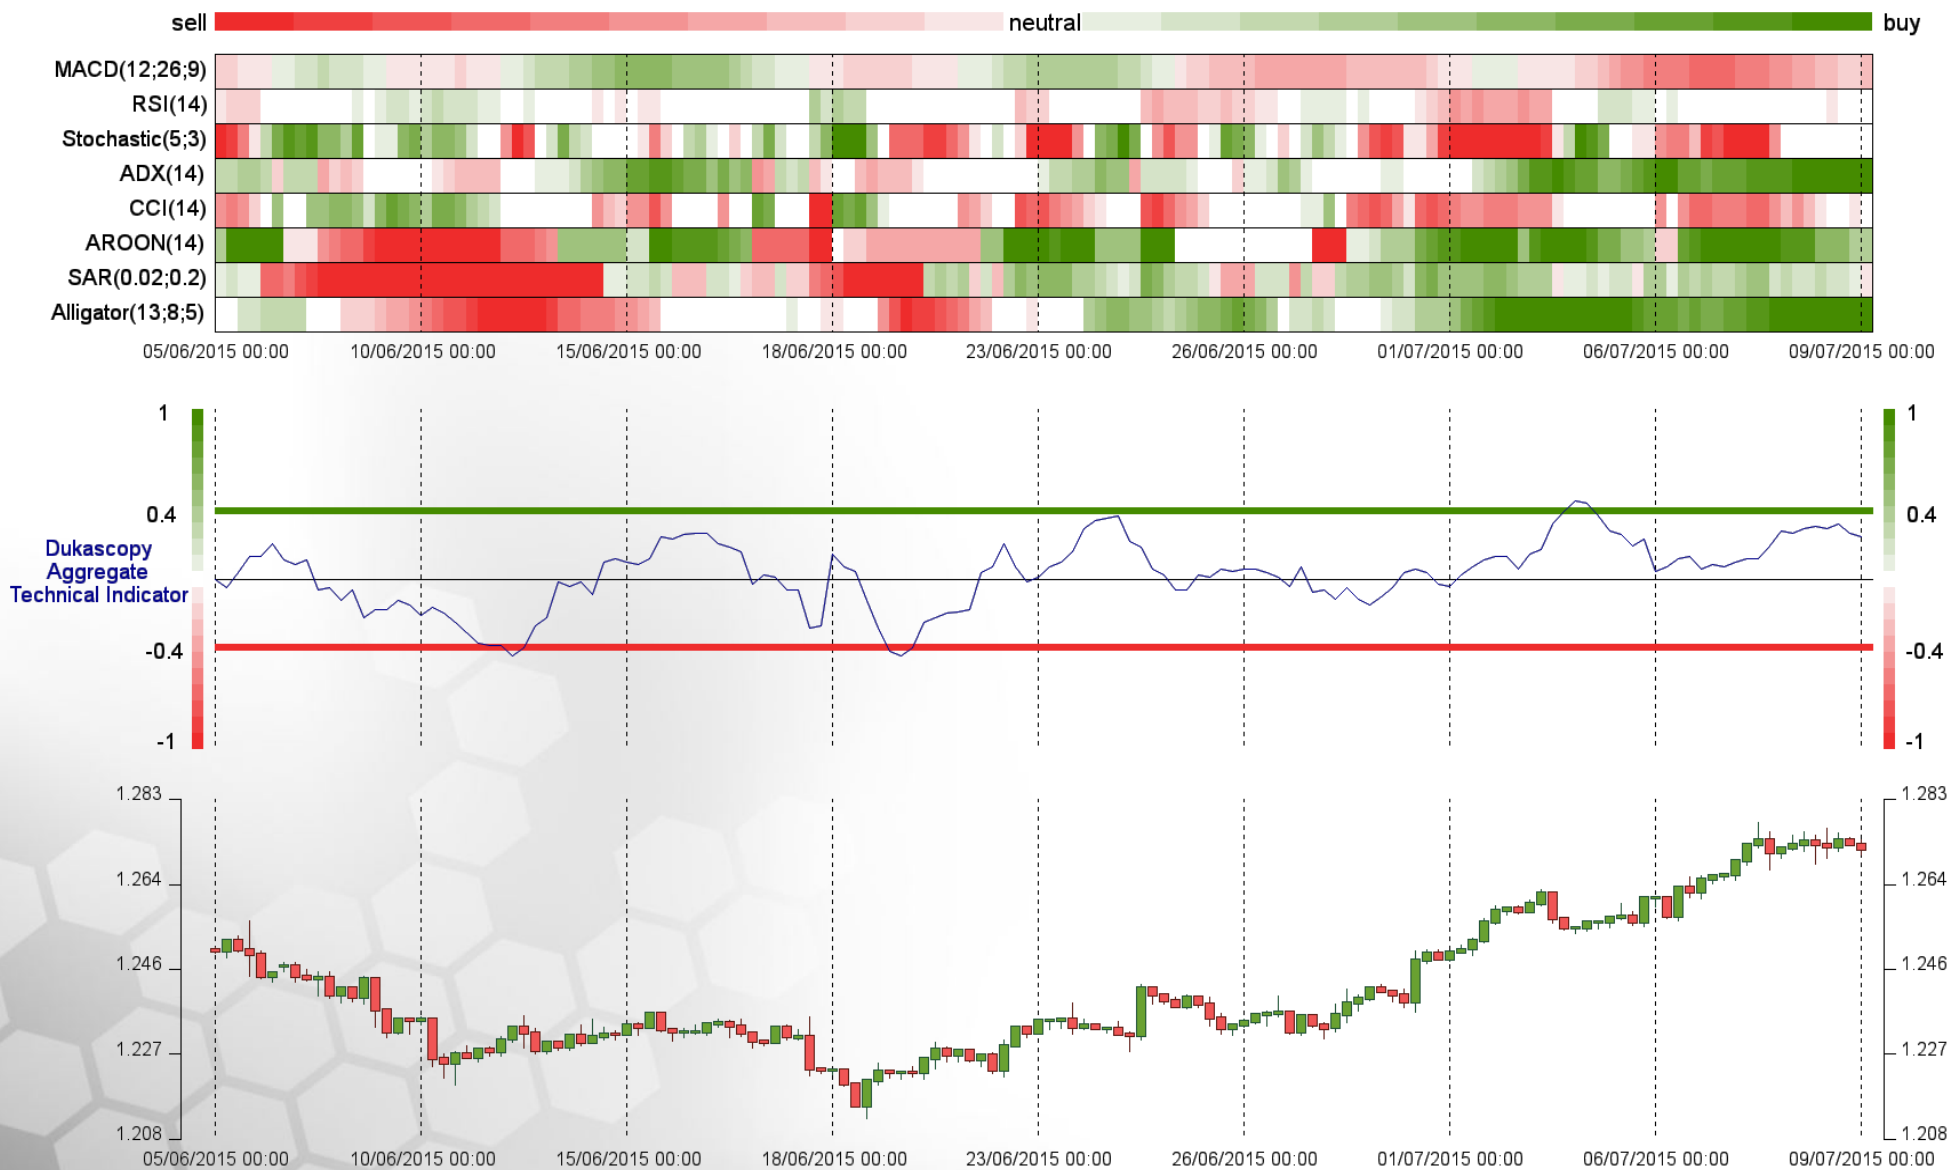 sell neutral buy
MACD(12;26;9)
RSI(14)
Stochastic(5;3)
ADX(14)
CCI(14)
AROON(14)
SAR(0.02;0.2)
Alligator(13;8;5)
05/06/2015 00:00 10/06/2015 00:00 15/06/2015 00:00 18/06/2015 00:00 23/06/2015 00:00 26/06/2015 00:00 01/07/2015 00:00 06/07/2015 00:00 09/07/2015 00:00
1 1
0.4 0.4
Dukascopy
Aggregate
Technical Indicator
-0.4 -0.4
-1 -1
1.283 1.283
1.264 1.264
1.246 1.246
1.227 1.227
1.208 1.208
05/06/2015 00:00 10/06/2015 00:00 15/06/2015 00:00 18/06/2015 00:00 23/06/2015 00:00 26/06/2015 00:00 01/07/2015 00:00 06/07/2015 00:00 09/07/2015 00:00